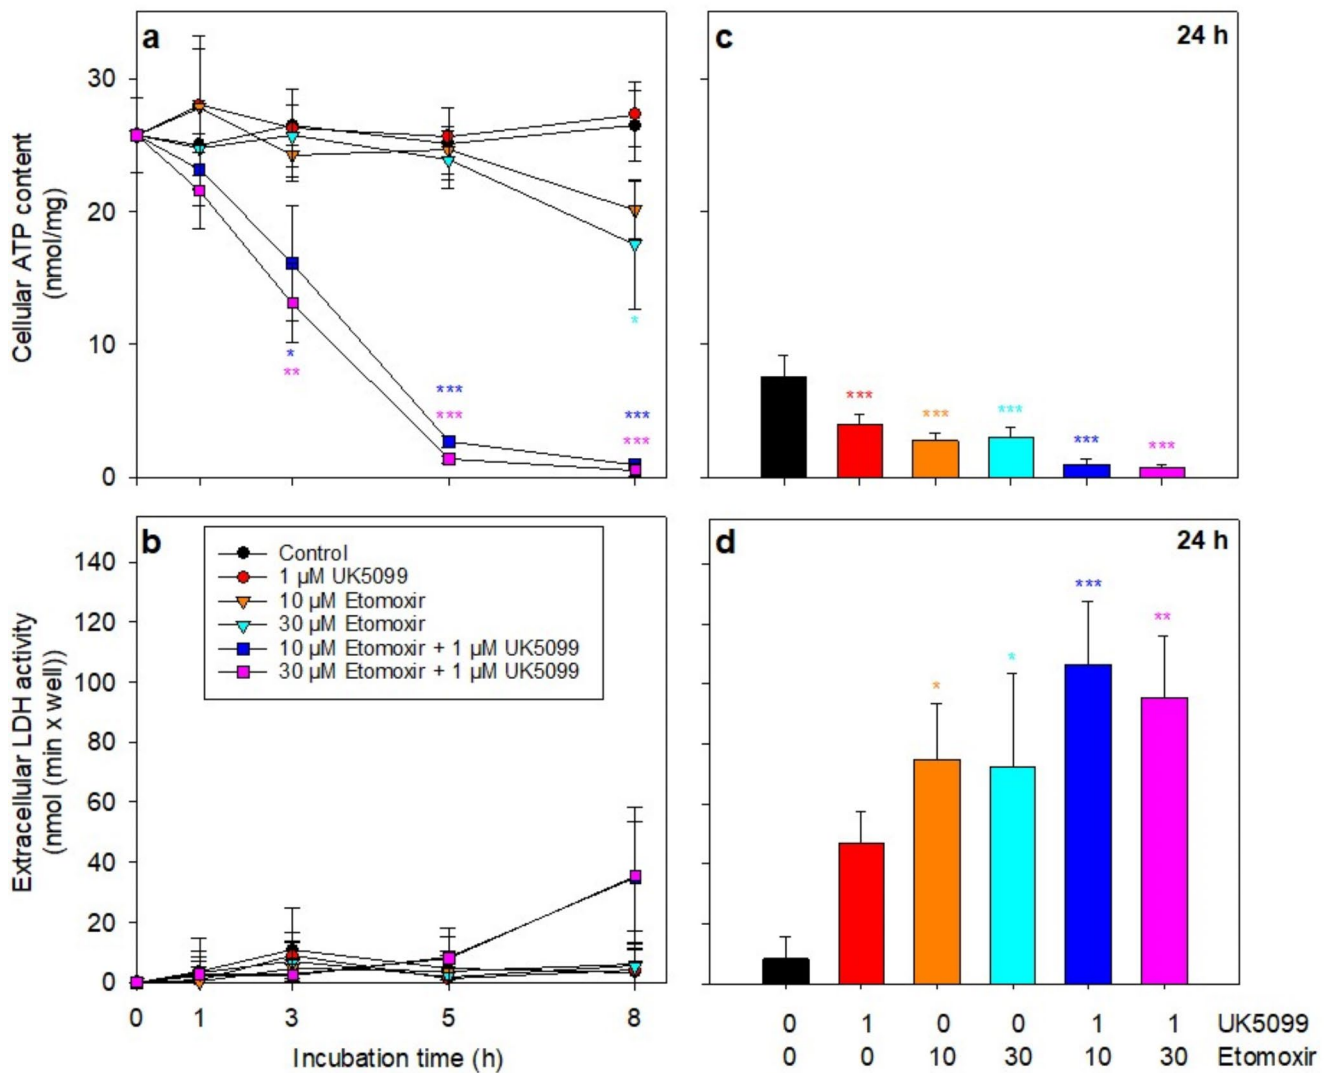 a
c
24 h
30
20
10
0
Cellular ATP content
(nmol/mg)
*
**
***
***
*
***
***
***
***
***
***
***
b
d
24 h
Control
1 µM UK5099
10 µM Etomoxir
30 µM Etomoxir
10 µM Etomoxir + 1 µM UK5099
30 µM Etomoxir + 1 µM UK5099
140
120
100
80
60
40
20
0
Extracellular LDH activity
(nmol (min x well))
*
*
***
**
0 1 3 5 8
Incubation time (h)
0 1 0 0 1 1 UK5099
0 0 10 30 10 30 Etomoxir